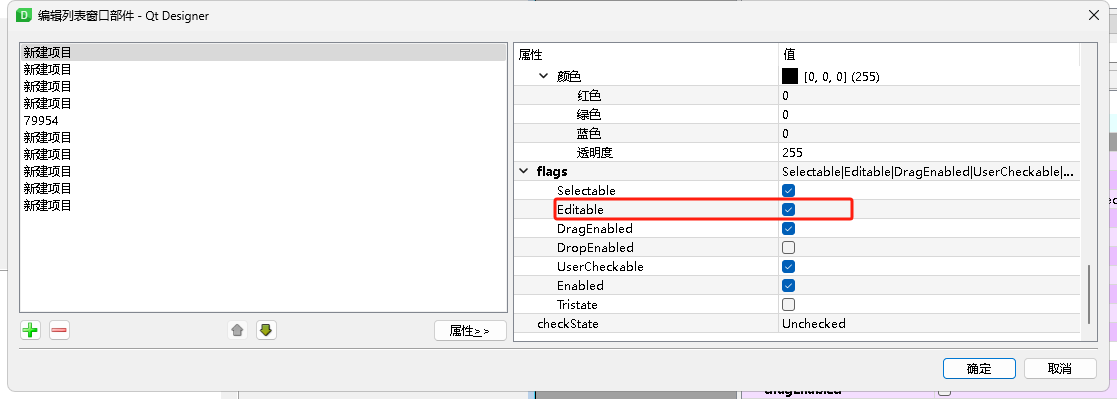 编辑列表窗口部件 - Qt Designer
新建项目
新建项目
新建项目
新建项目
79954
新建项目
新建项目
新建项目
新建项目
新建项目
属性> >
属性 值
颜色 [0, 0, 0] (255)
红色 0
绿色 0
蓝色 0
透明度 255
flags Selectable|Editable|DragEnabled|UserCheckable|...
Selectable
Editable
DragEnabled
DropEnabled
UserCheckable
Enabled
Tristate
checkState Unchecked
确定 取消
dragEnabled